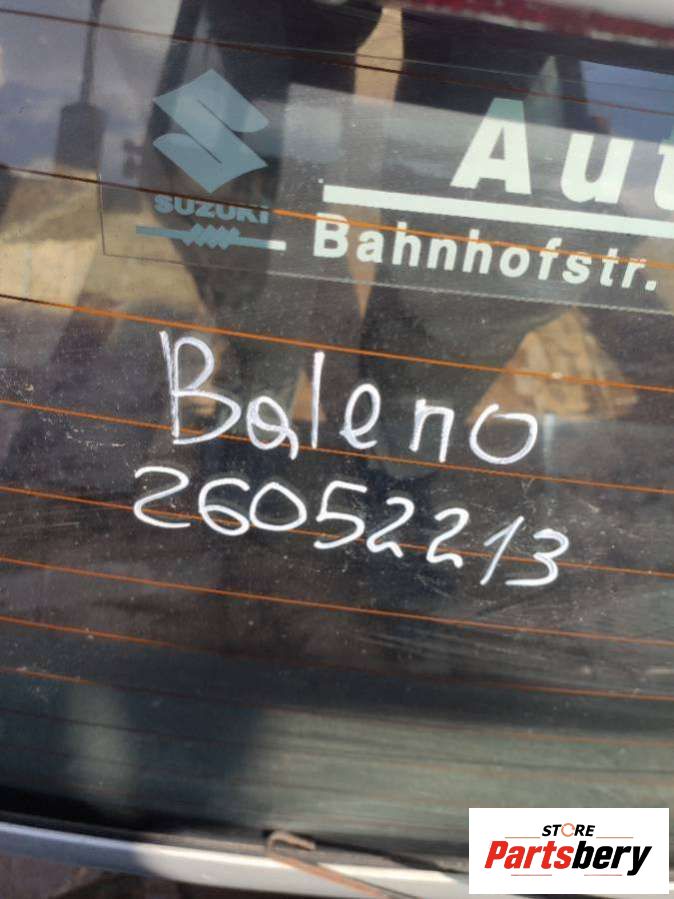 SUZUKI
Aut
Bahnhofstr.
Baleno
26052213
STORE
Partsbery